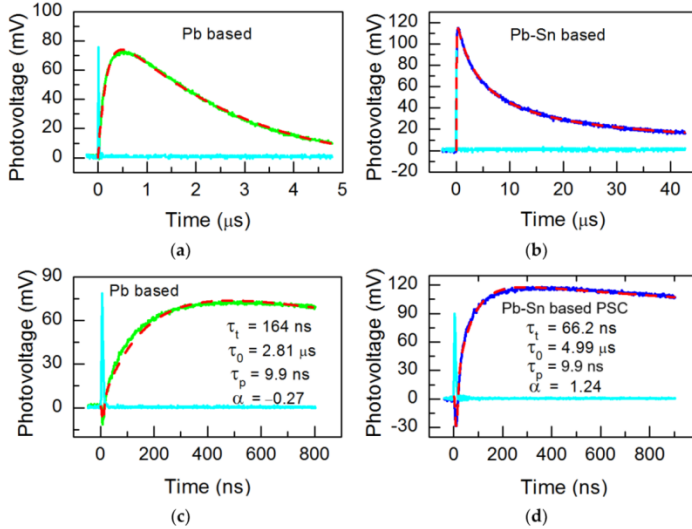 Pb based
Photovoltage (mV)
80
60
40
20
0
0
1
2
3
4
5
Time (μs)
(a)
Pb-Sn based
Photovoltage (mV)
120
100
80
60
40
20
0
-20
0
10
20
30
40
Time (μs)
(b)
Pb based
Photovoltage (mV)
90
60
30
0
τt = 164 ns
τ0 = 2.81 μs
τp = 9.9 ns
α = −0.27
0
200
400
600
800
Time (ns)
(c)
Photovoltage (mV)
120
90
60
30
0
-30
Pb-Sn based PSC
τt = 66.2 ns
τ0 = 4.99 μs
τp = 9.9 ns
α = 1.24
0
200
400
600
800
Time (ns)
(d)